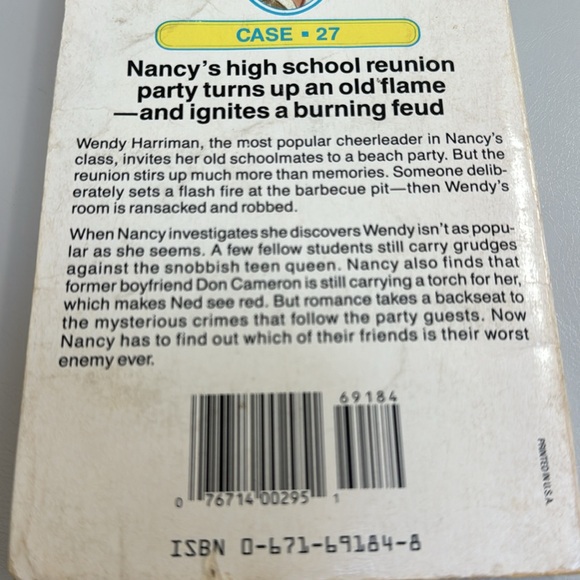 CASE ▪ 27
Nancy's high school reunion
party turns up an old flame
—and ignites a burning feud
Wendy Harriman, the most popular cheerleader in Nancy's
class, invites her old schoolmates to a beach party. But the
reunion stirs up much more than memories. Someone delib-
erately sets a flash fire at the barbecue pit—then Wendy's
room is ransacked and robbed.
When Nancy investigates she discovers Wendy isn't as popu-
lar as she seems. A few fellow students still carry grudges
against the snobbish teen queen. Nancy also finds that
former boyfriend Don Cameron is still carrying a torch for her,
which makes Ned see red. But romance takes a backseat to
the mysterious crimes that follow the party guests. Now
Nancy has to find out which of their friends is their worst
enemy ever.
69184
0 76714 00295 1
PRINTED IN U.S.A.
ISBN 0-671-69184-8